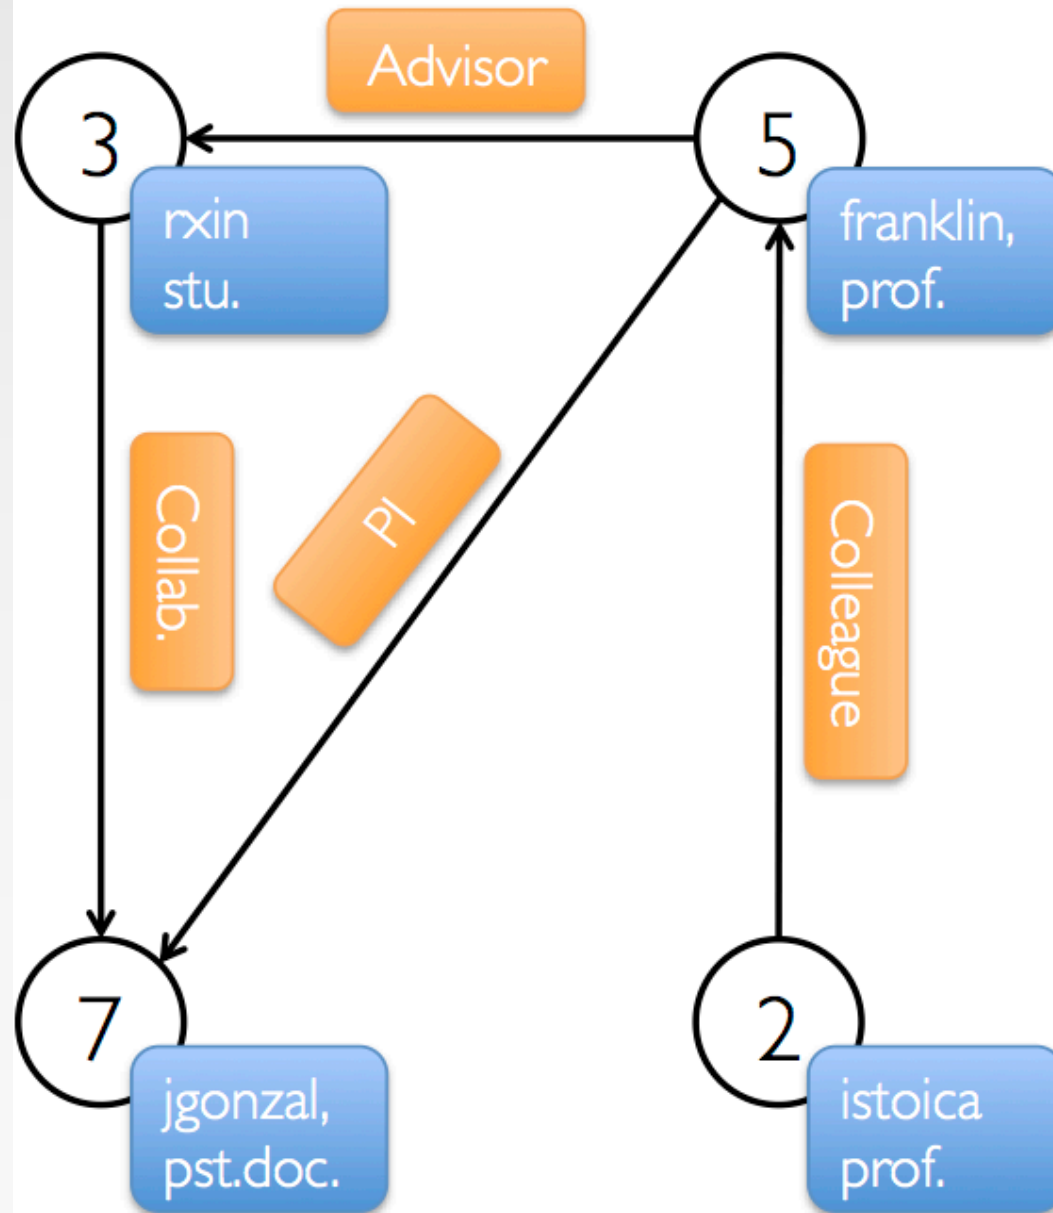 Advisor
3
5
rxin
stu.
franklin,
prof.
Collab.
PI
Colleague
7
2
jgonzal,
pst.doc.
istoica
prof.